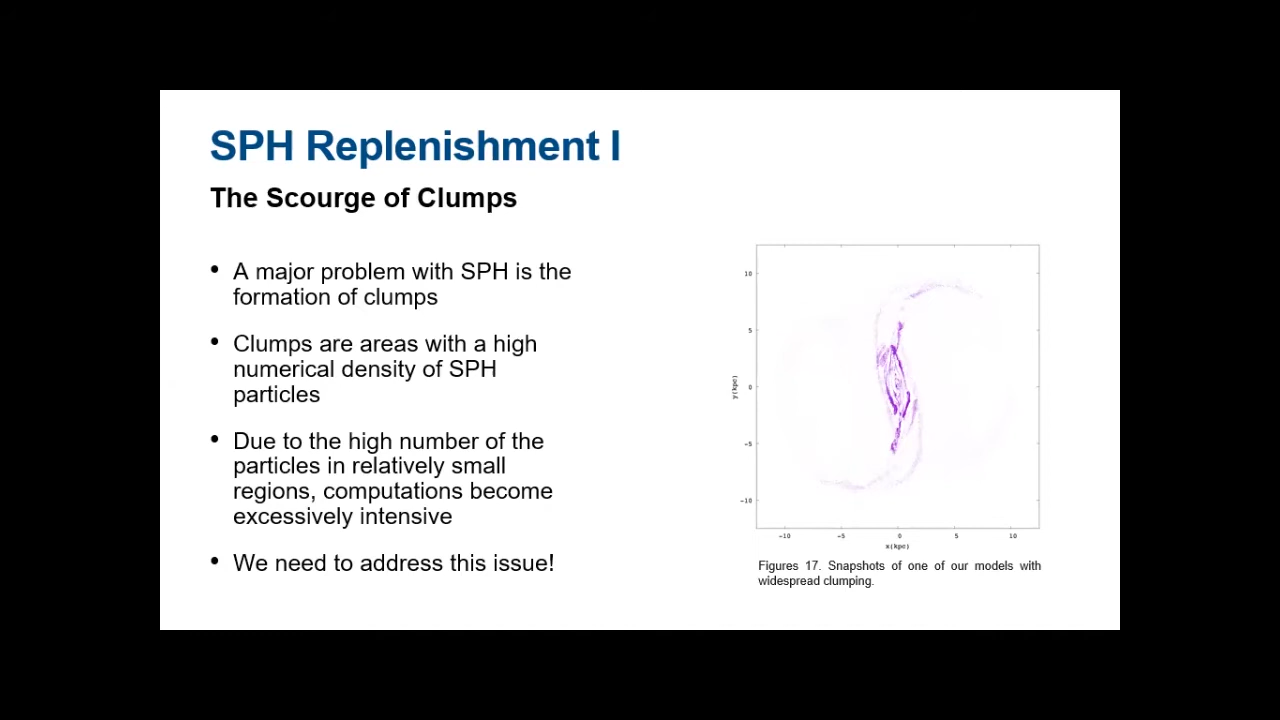 SPH Replenishment I
The Scourge of Clumps
• A major problem with SPH is the
formation of clumps
• Clumps are areas with a high
numerical density of SPH
particles
• Due to the high number of the
particles in relatively small
regions, computations become
excessively intensive
• We need to address this issue!
10
5
0
−5
−10
y(kpc)
−10 −5 0 5 10
x(kpc)
Figures 17. Snapshots of one of our models with
widespread clumping.